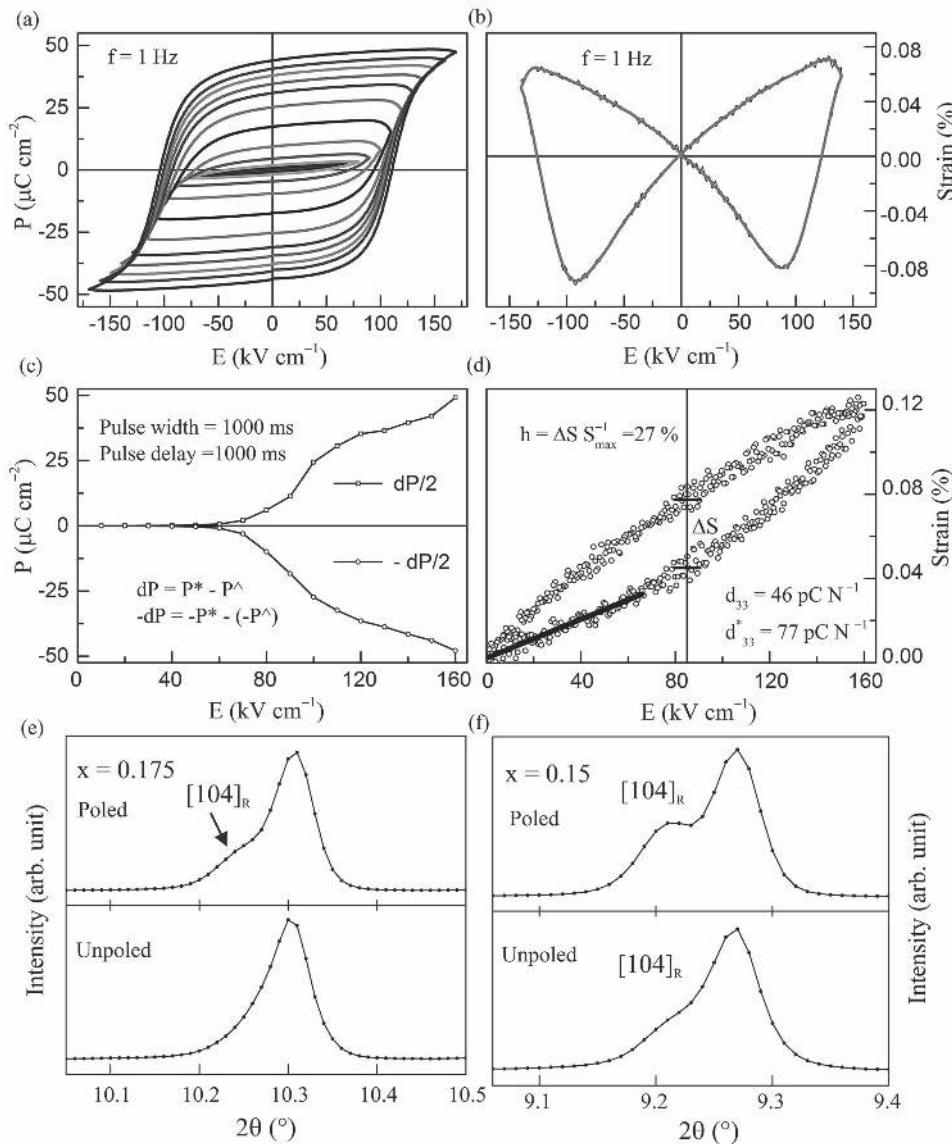 (a)
f = 1 Hz
P (µC cm⁻²)
50
25
0
-25
-50
-150 -100 -50 0 50 100 150
E (kV cm⁻¹)
(b)
f = 1 Hz
0.08
0.04
0.00
-0.04
-0.08
Strain (%)
-150 -100 -50 0 50 100 150
E (kV cm⁻¹)
(c)
Pulse width = 1000 ms
Pulse delay =1000 ms
dP/2
- dP/2
dP = P* - P^
-dP = -P* - (-P^)
P (µC cm⁻²)
50
25
0
-25
-50
0 40 80 120 160
E (kV cm⁻¹)
(d)
h = ΔS S⁻¹max =27 %
ΔS
d₃₃ = 46 pC N⁻¹
d*₃₃ = 77 pC N⁻¹
0.12
0.08
0.04
0.00
Strain (%)
0 40 80 120 160
E (kV cm⁻¹)
(e)
x = 0.175
[104]R
Poled
Unpoled
Intensity (arb. unit)
10.1 10.2 10.3 10.4 10.5
2θ (°)
(f)
x = 0.15
[104]R
Poled
Unpoled
[104]R
Intensity (arb. unit)
9.1 9.2 9.3 9.4
2θ (°)